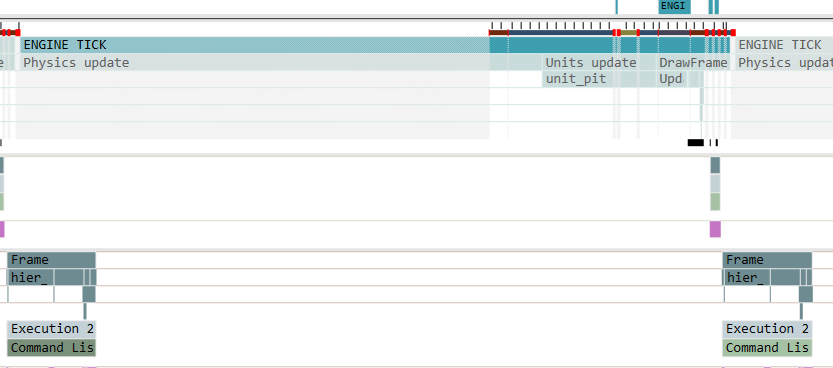 ENGI
ENGINE TICK ENGINE TICK
e Physics update Units update DrawFrame Physics updat
unit_pit Upd
Frame Frame
hier_ hier_
Execution 2 Execution 2
Command Lis Command Lis